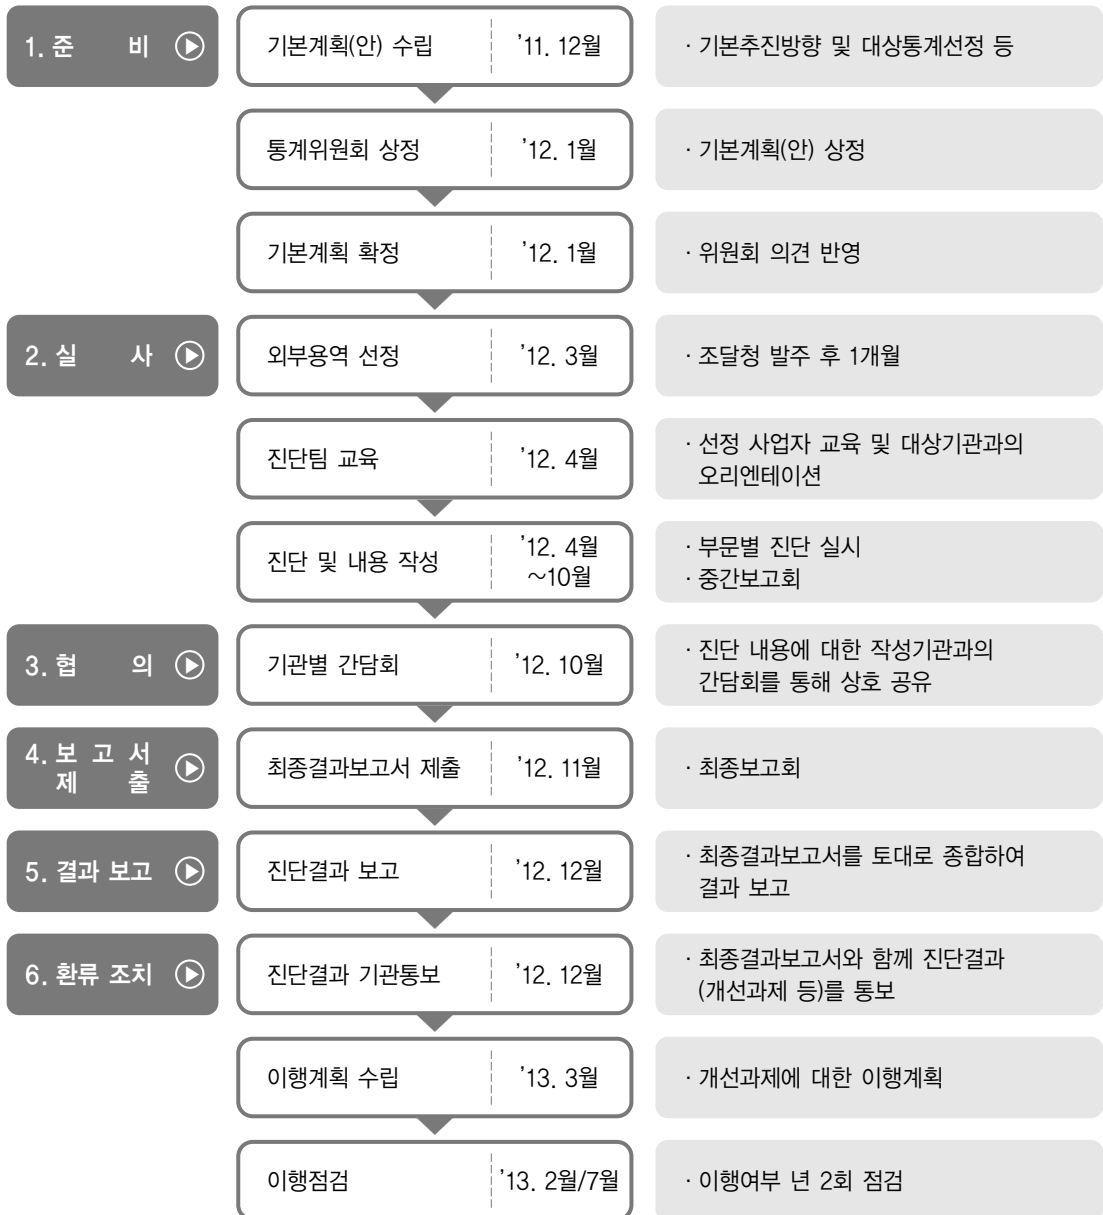 1. 준 비
기본계획(안) 수립
'11. 12월
· 기본추진방향 및 대상통계선정 등
통계위원회 상정
'12. 1월
· 기본계획(안) 상정
기본계획 확정
'12. 1월
· 위원회 의견 반영
2. 실 사
외부용역 선정
'12. 3월
· 조달청 발주 후 1개월
진단팀 교육
'12. 4월
· 선정 사업자 교육 및 대상기관과의
오리엔테이션
진단 및 내용 작성
'12. 4월
~10월
· 부문별 진단 실시
· 중간보고회
3. 협 의
기관별 간담회
'12. 10월
· 진단 내용에 대한 작성기관과의
간담회를 통해 상호 공유
4. 보 고 서
제 출
최종결과보고서 제출
'12. 11월
· 최종보고회
5. 결과 보고
진단결과 보고
'12. 12월
· 최종결과보고서를 토대로 종합하여
결과 보고
6. 환류 조치
진단결과 기관통보
'12. 12월
· 최종결과보고서와 함께 진단결과
(개선과제 등)를 통보
이행계획 수립
'13. 3월
· 개선과제에 대한 이행계획
이행점검
'13. 2월/7월
· 이행여부 년 2회 점검